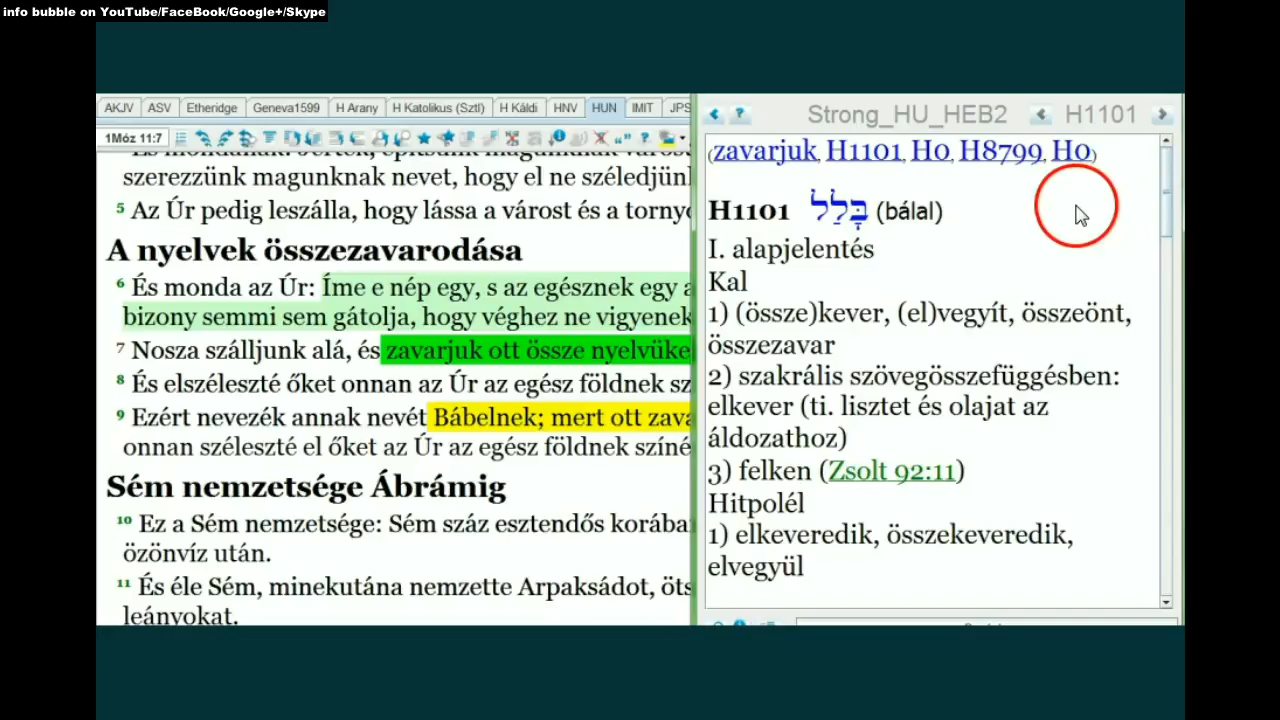 info bubble on YouTube/FaceBook/Google+/Skype
AKJV ASV Etheridge Geneva1599 H Arany H Katolikus (Sztl) H Káldi HNV HUN IMIT JPS
1Móz 11:7
szerezzünk magunknak nevet, hogy el ne széledjün
5 Az Úr pedig leszálla, hogy lássa a várost és a tornyo
A nyelvek összezavarodása
6 És monda az Úr: Íme e nép egy, s az egésznek egy a
bizony semmi sem gátolja, hogy véghez ne vigyenek
7 Nosza szálljunk alá, és zavarjuk ott össze nyelvüke
8 És elszéleszté őket onnan az Úr az egész földnek sz
9 Ezért nevezék annak nevét Bábelnek; mert ott zava
onnan széleszté el őket az Úr az egész földnek színé
Sém nemzetsége Ábrámig
10 Ez a Sém nemzetsége: Sém száz esztendős korába
özönvíz után.
11 És éle Sém, minekutána nemzette Arpaksádot, öts
leányokat.
Strong_HU_HEB2 H1101
(zavarjuk, H1101, H0, H8799, H0)
H1101 בָּלַל (bálal)
I. alapjelentés
Kal
1) (össze)kever, (el)vegyít, összeönt,
összezavar
2) szakrális szövegösszefüggésben:
elkever (ti. lisztet és olajat az
áldozathoz)
3) felken (Zsolt 92:11)
Hitpolél
1) elkeveredik, összekeveredik,
elvegyül